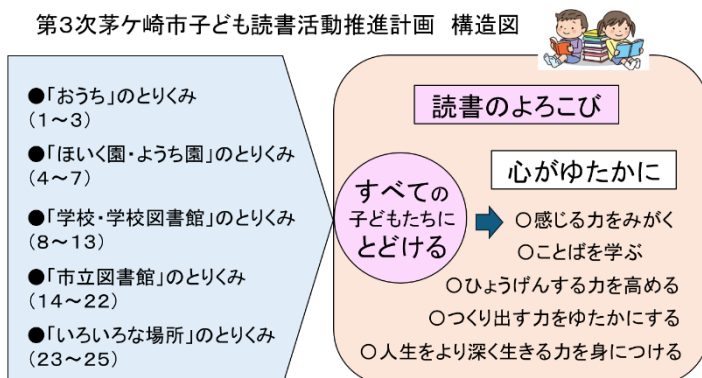 第3次茅ケ崎市子ども読書活動推進計画 構造図
●「おうち」のとりくみ
(1～3)
●「ほいく園・ようち園」のとりくみ
(4～7)
●「学校・学校図書館」のとりくみ
(8～13)
●「市立図書館」のとりくみ
(14～22)
●「いろいろな場所」のとりくみ
(23～25)
読書のよろこび
すべての
子どもたちに
とどける
心がゆたかに
○感じる力をみがく
○ことばを学ぶ
○ひょうげんする力を高める
○つくり出す力をゆたかにする
○人生をより深く生きる力を身につける